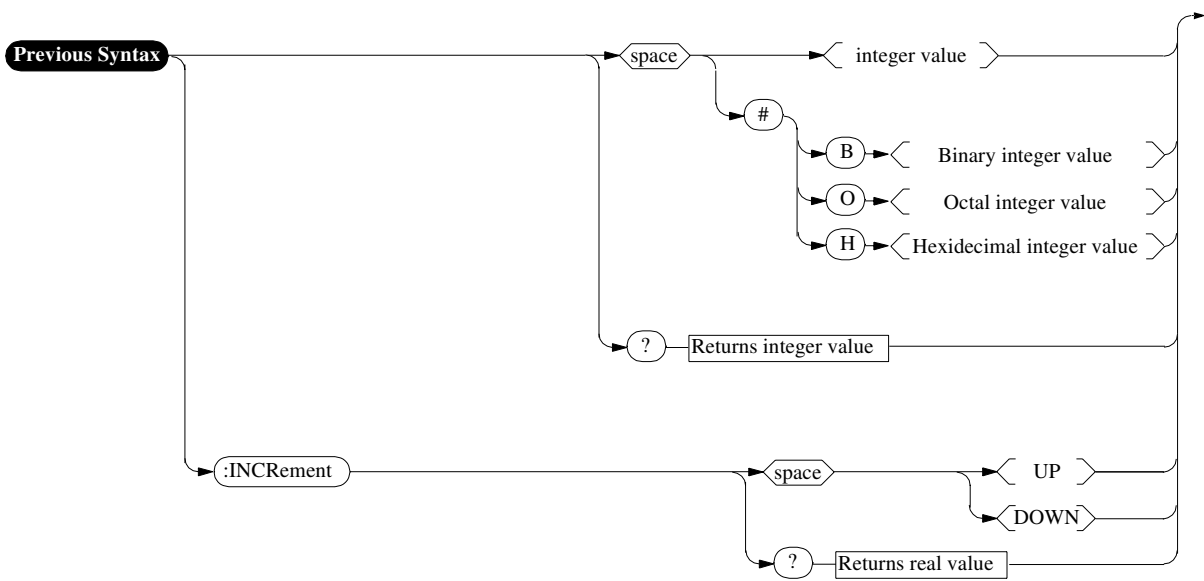 Previous Syntax
space
integer value
#
B
Binary integer value
O
Octal integer value
H
Hexidecimal integer value
?
Returns integer value
:INCRement
space
UP
DOWN
?
Returns real value